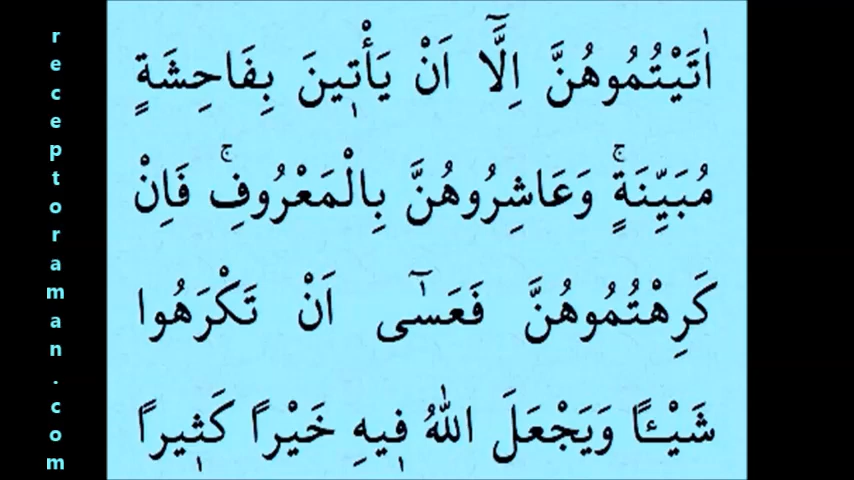 اٰتَيْتُمُوهُنَّ اِلَّٓا اَنْ يَأْت۪ينَ بِفَاحِشَةٍ
مُبَيِّنَةٍۚ وَعَاشِرُوهُنَّ بِالْمَعْرُوفِۚ فَاِنْ
كَرِهْتُمُوهُنَّ فَعَسٰٓى اَنْ تَكْرَهُوا
شَيْـًٔا وَيَجْعَلَ اللّٰهُ ف۪يهِ خَيْرًا كَث۪يرًا
receptoraman.com